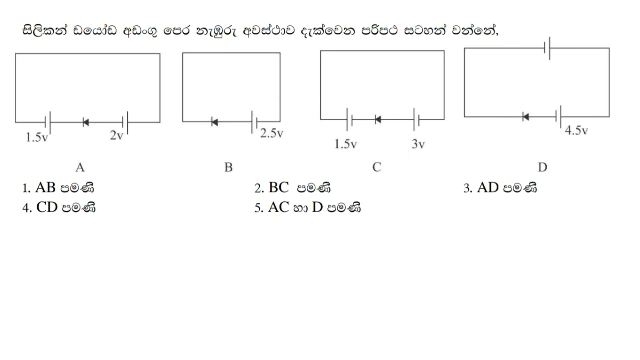 සිලිකන් ඩයෝඩ අඩංගු පෙර නැඹුරු අවස්ථාව දැක්වෙන පරිපථ සටහන් වන්නේ,
1.5v 2v 2.5v 1.5v 3v 4.5v
A B C D
1. AB පමණි 2. BC පමණි 3. AD පමණි
4. CD පමණි 5. AC හා D පමණි